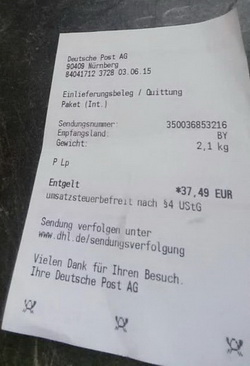 Deutsche Post AG
90409 Nürnberg
84041712 3728 03.06.15
Einlieferungsbeleg / Quittung
Paket (Int.)
Sendungsnummer: 350036853216
Empfangsland: BY
Gewicht: 2,1 kg
P Lp
Entgelt *37,49 EUR
umsatzsteuerbefreit nach §4 UStG
Sendung verfolgen unter
www.dhl.de/sendungsverfolgung
Vielen Dank für Ihren Besuch.
Ihre Deutsche Post AG